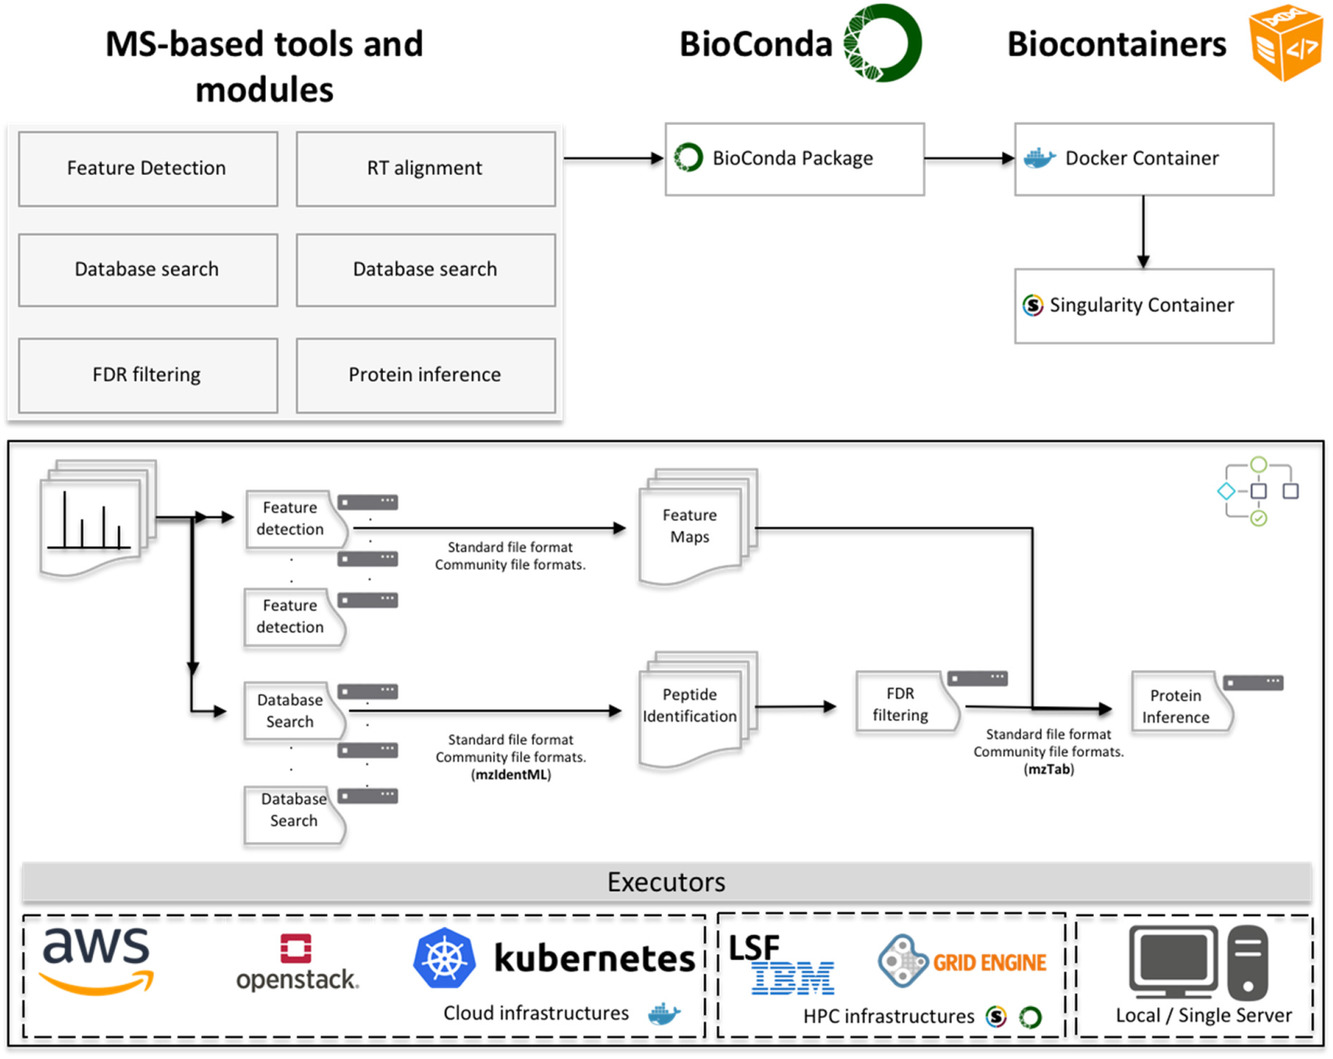 MS-based tools and
modules
BioConda
Biocontainers
Feature Detection
RT alignment
BioConda Package
Docker Container
Database search
Database search
Singularity Container
FDR filtering
Protein inference
Feature
detection
Standard file format
Community file formats.
Feature
Maps
Feature
detection
Database
Search
Standard file format
Community file formats.
(mzIdentML)
Peptide
Identification
FDR
filtering
Standard file format
Community file formats.
(mzTab)
Protein
Inference
Database
Search
Executors
aws
openstack.
kubernetes
Cloud infrastructures
LSF
IBM
GRID ENGINE
HPC infrastructures
Local / Single Server